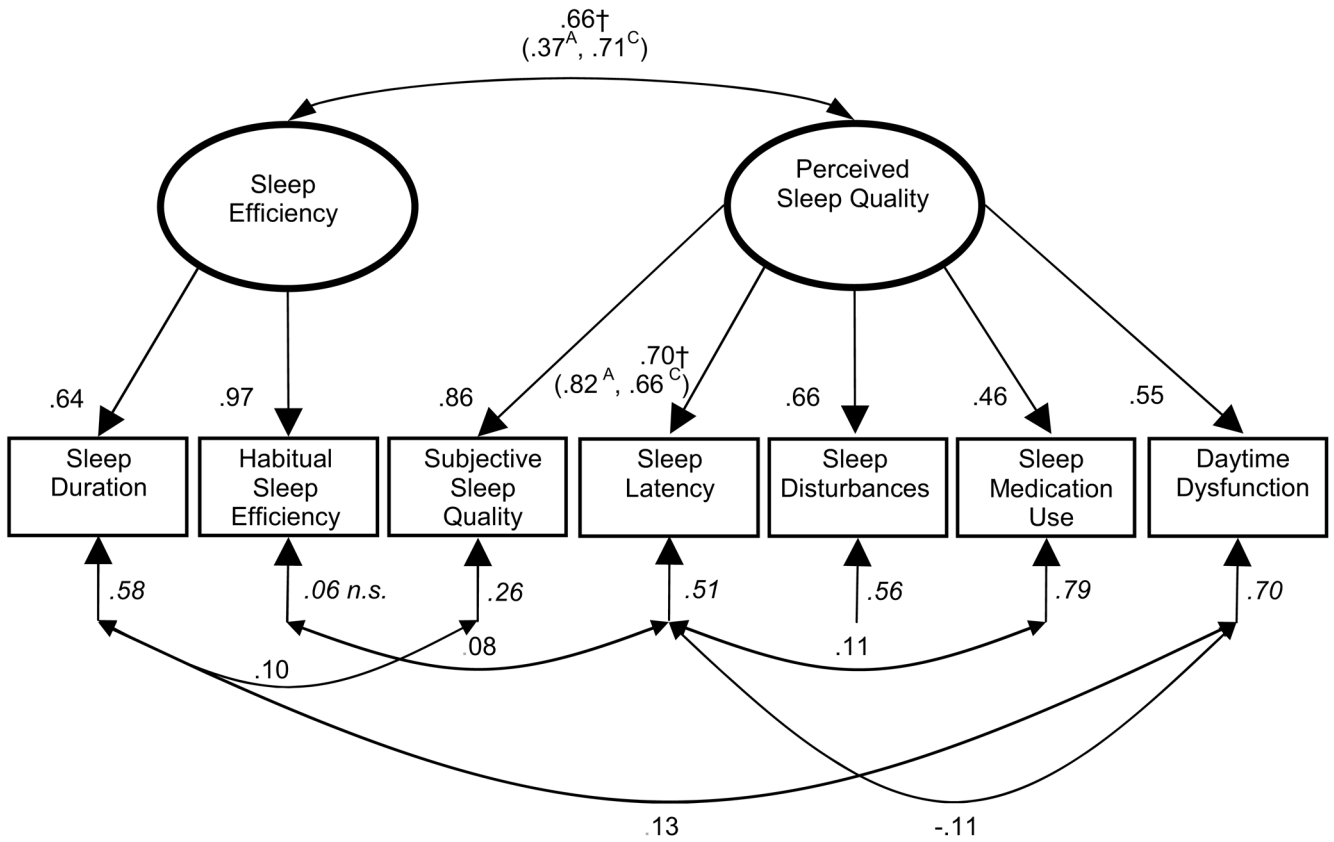 .66†
(.37A, .71C)
Sleep
Efficiency
Perceived
Sleep Quality
.64
.97
.86
.70†
(.82 A, .66 C)
.66
.46
.55
Sleep
Duration
Habitual
Sleep
Efficiency
Subjective
Sleep
Quality
Sleep
Latency
Sleep
Disturbances
Sleep
Medication
Use
Daytime
Dysfunction
.58
.06 n.s.
.26
.51
.56
.79
.70
.10
.08
.11
.13
-.11